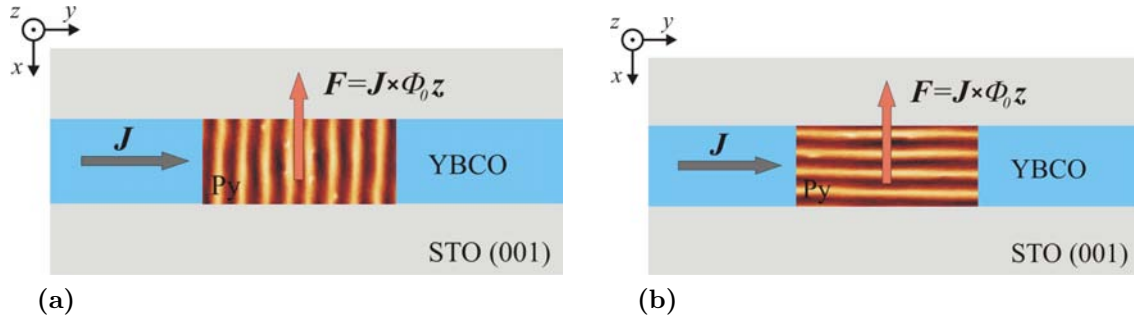 z
y
x
F=J×Φ₀z
J
Py
YBCO
STO (001)
(a)
z
y
x
F=J×Φ₀z
J
Py
YBCO
STO (001)
(b)